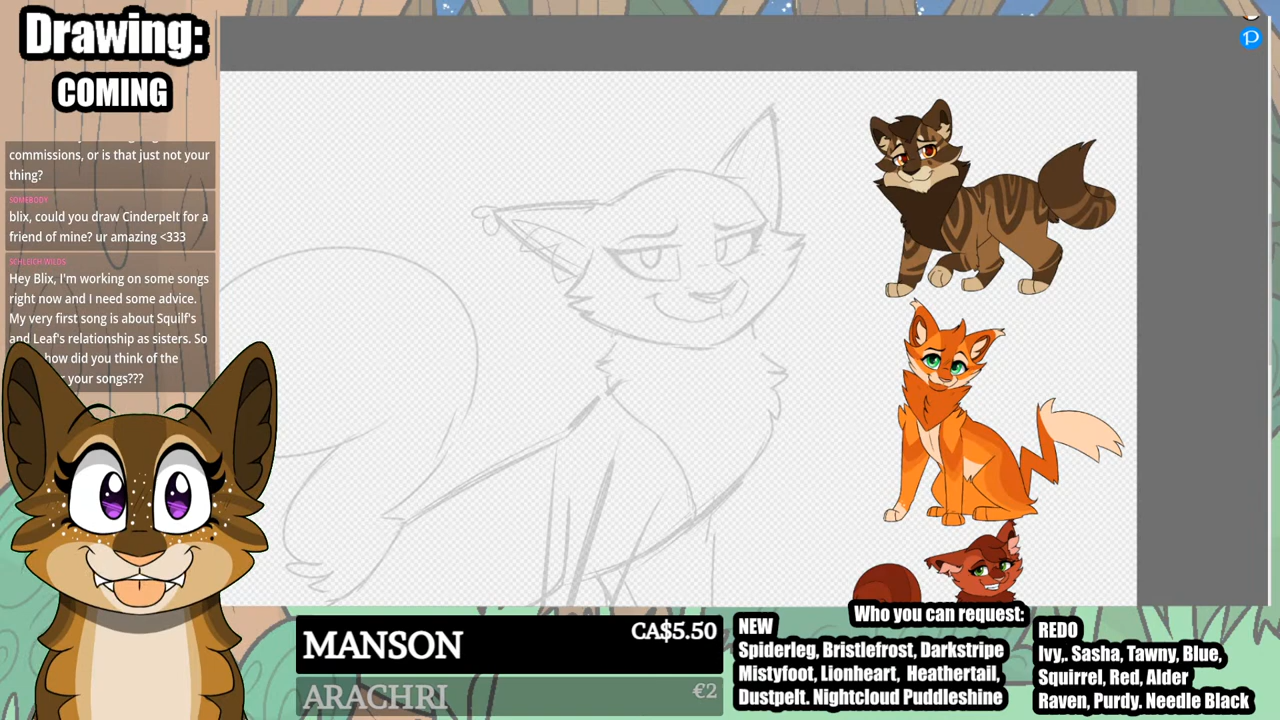 Drawing:
COMING
commissions, or is that just not your
thing?
SOMEBODY
blix, could you draw Cinderpelt for a
friend of mine? ur amazing <333
SCHLEICH WILDS
Hey Blix, I'm working on some songs
right now and I need some advice.
My very first song is about Squilf's
and Leaf's relationship as sisters. So
how did you think of the
your songs???
MANSON
CA$5.50
ARACHRI
€2
Who you can request:
NEW
Spiderleg, Bristlefrost, Darkstripe
Mistyfoot, Lionheart, Heathertail,
Dustpelt. Nightcloud Puddleshine
REDO
Ivy,. Sasha, Tawny, Blue,
Squirrel, Red, Alder
Raven, Purdy. Needle Black